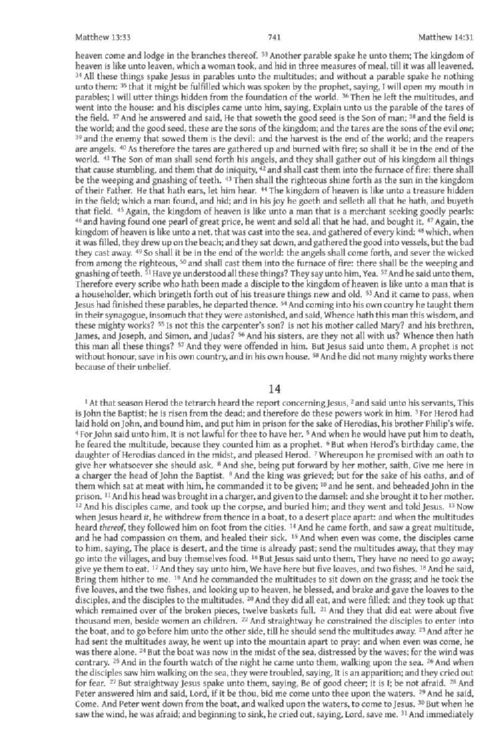 Matthew 13:33 741 Matthew 14:31
heaven come and lodge in the branches thereof. 33 Another parable spake he unto them; The kingdom of
heaven is like unto leaven, which a woman took, and hid in three measures of meal, till it was all leavened.
34 All these things spake Jesus in parables unto the multitudes; and without a parable spake he nothing
unto them: 35 that it might be fulfilled which was spoken by the prophet, saying, I will open my mouth in
parables; I will utter things hidden from the foundation of the world. 36 Then he left the multitudes, and
went into the house: and his disciples came unto him, saying, Explain unto us the parable of the tares of
the field. 37 And he answered and said, He that soweth the good seed is the Son of man; 38 and the field is
the world; and the good seed, these are the sons of the kingdom; and the tares are the sons of the evil one;
39 and the enemy that sowed them is the devil: and the harvest is the end of the world; and the reapers
are angels. 40 As therefore the tares are gathered up and burned with fire; so shall it be in the end of the
world. 41 The Son of man shall send forth his angels, and they shall gather out of his kingdom all things
that cause stumbling, and them that do iniquity, 42 and shall cast them into the furnace of fire: there shall
be the weeping and gnashing of teeth. 43 Then shall the righteous shine forth as the sun in the kingdom
of their Father. He that hath ears, let him hear. 44 The kingdom of heaven is like unto a treasure hidden
in the field; which a man found, and hid; and in his joy he goeth and selleth all that he hath, and buyeth
that field. 45 Again, the kingdom of heaven is like unto a man that is a merchant seeking goodly pearls:
46 and having found one pearl of great price, he went and sold all that he had, and bought it. 47 Again, the
kingdom of heaven is like unto a net, that was cast into the sea, and gathered of every kind: 48 which, when
it was filled, they drew up on the beach; and they sat down, and gathered the good into vessels, but the bad
they cast away. 49 So shall it be in the end of the world: the angels shall come forth, and sever the wicked
from among the righteous, 50 and shall cast them into the furnace of fire: there shall be the weeping and
gnashing of teeth. 51 Have ye understood all these things? They say unto him, Yea. 52 And he said unto them,
Therefore every scribe who hath been made a disciple to the kingdom of heaven is like unto a man that is
a householder, which bringeth forth out of his treasure things new and old. 53 And it came to pass, when
Jesus had finished these parables, he departed thence. 54 And coming into his own country he taught them
in their synagogue, insomuch that they were astonished, and said, Whence hath this man this wisdom, and
these mighty works? 55 Is not this the carpenter's son? is not his mother called Mary? and his brethren,
James, and Joseph, and Simon, and Judas? 56 And his sisters, are they not all with us? Whence then hath
this man all these things? 57 And they were offended in him. But Jesus said unto them, A prophet is not
without honour, save in his own country, and in his own house. 58 And he did not many mighty works there
because of their unbelief.
14
1 At that season Herod the tetrarch heard the report concerning Jesus, 2 and said unto his servants, This
is John the Baptist; he is risen from the dead; and therefore do these powers work in him. 3 For Herod had
laid hold on John, and bound him, and put him in prison for the sake of Herodias, his brother Philip's wife.
4 For John said unto him, It is not lawful for thee to have her. 5 And when he would have put him to death,
he feared the multitude, because they counted him as a prophet. 6 But when Herod's birthday came, the
daughter of Herodias danced in the midst, and pleased Herod. 7 Whereupon he promised with an oath to
give her whatsoever she should ask. 8 And she, being put forward by her mother, saith, Give me here in
a charger the head of John the Baptist. 9 And the king was grieved; but for the sake of his oaths, and of
them which sat at meat with him, he commanded it to be given; 10 and he sent, and beheaded John in the
prison. 11 And his head was brought in a charger, and given to the damsel: and she brought it to her mother.
12 And his disciples came, and took up the corpse, and buried him; and they went and told Jesus. 13 Now
when Jesus heard it, he withdrew from thence in a boat, to a desert place apart: and when the multitudes
heard thereof, they followed him on foot from the cities. 14 And he came forth, and saw a great multitude,
and he had compassion on them, and healed their sick. 15 And when even was come, the disciples came
to him, saying, The place is desert, and the time is already past; send the multitudes away, that they may
go into the villages, and buy themselves food. 16 But Jesus said unto them, They have no need to go away;
give ye them to eat. 17 And they say unto him, We have here but five loaves, and two fishes. 18 And he said,
Bring them hither to me. 19 And he commanded the multitudes to sit down on the grass; and he took the
five loaves, and the two fishes, and looking up to heaven, he blessed, and brake and gave the loaves to the
disciples, and the disciples to the multitudes. 20 And they did all eat, and were filled: and they took up that
which remained over of the broken pieces, twelve baskets full. 21 And they that did eat were about five
thousand men, beside women an children. 22 And straightway he constrained the disciples to enter into
the boat, and to go before him unto the other side, till he should send the multitudes away. 23 And after he
had sent the multitudes away, he went up into the mountain apart to pray: and when even was come, he
was there alone. 24 But the boat was now in the midst of the sea, distressed by the waves; for the wind was
contrary. 25 And in the fourth watch of the night he came unto them, walking upon the sea. 26 And when
the disciples saw him walking on the sea, they were troubled, saying, It is an apparition; and they cried out
for fear. 27 But straightway Jesus spake unto them, saying, Be of good cheer; it is I; be not afraid. 28 And
Peter answered him and said, Lord, if it be thou, bid me come unto thee upon the waters. 29 And he said,
Come. And Peter went down from the boat, and walked upon the waters, to come to Jesus. 30 But when he
saw the wind, he was afraid; and beginning to sink, he cried out, saying, Lord, save me. 31 And immediately